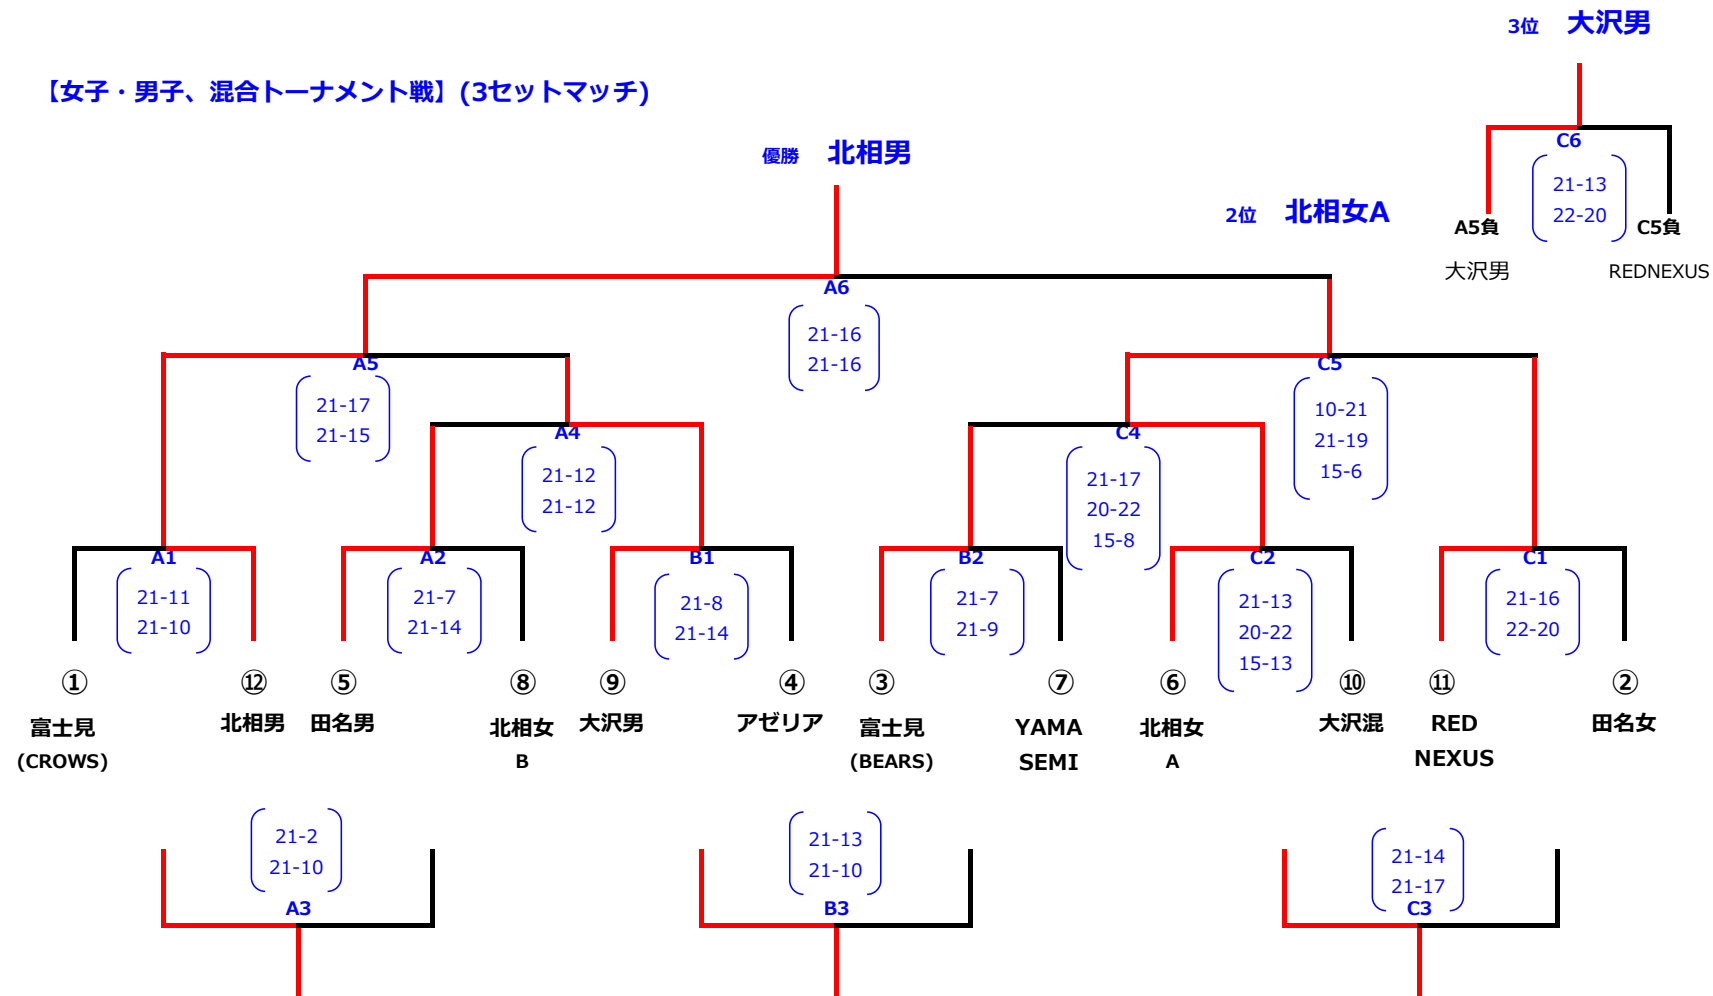 3位 大沢男
【女子・男子、混合トーナメント戦】(3セットマッチ)
優勝 北相男
C6
21-13
22-20
2位 北相女A
A5負
C5負
大沢男
REDNEXUS
A6
21-16
21-16
A5
21-17
21-15
C5
10-21
21-19
15-6
A4
21-12
21-12
C4
21-17
20-22
15-8
A1
21-11
21-10
A2
21-7
21-14
B1
21-8
21-14
B2
21-7
21-9
C2
21-13
20-22
15-13
C1
21-16
22-20
①
富士見
(CROWS)
⑫
北相男
⑤
田名男
⑧
北相女
B
⑨
大沢男
④
アゼリア
③
富士見
(BEARS)
⑦
YAMA
SEMI
⑥
北相女
A
⑩
大沢混
⑪
RED
NEXUS
②
田名女
21-2
21-10
A3
21-13
21-10
B3
21-14
21-17
C3